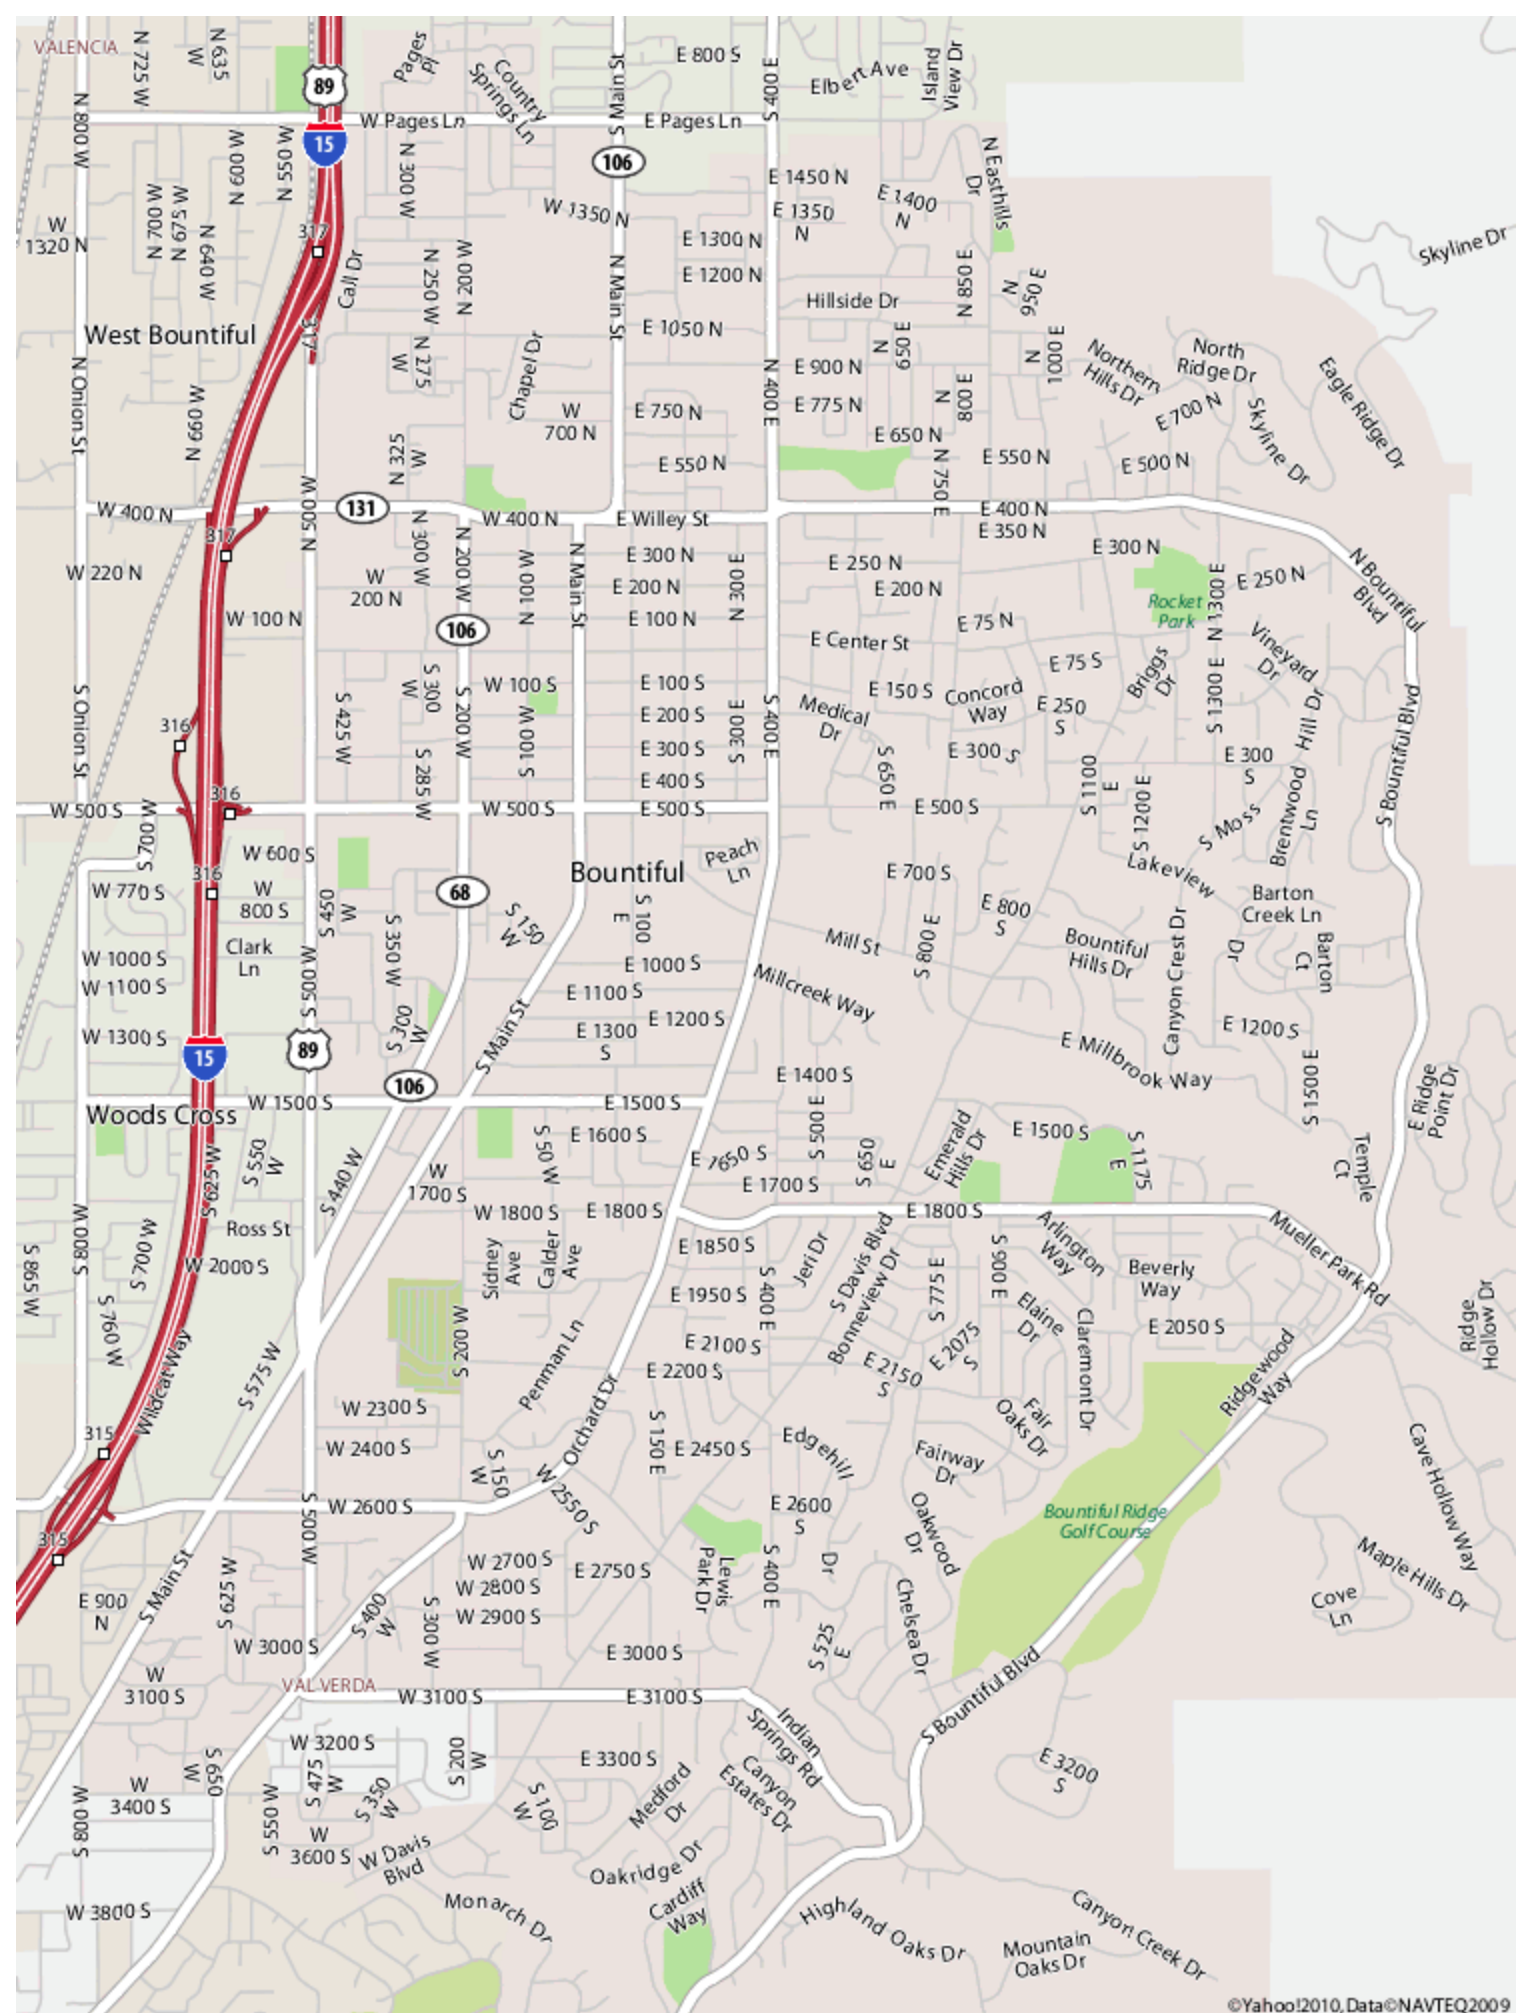 VALENCIA
N 725 W
N 635
W
89
Pages
Pl
Country
Springs Ln
S Main St
E 800 S
S 400 E
Elbert Ave
Island
View Dr
N 800 W
W Pages Ln
E Pages Ln
15
106
N 600 W
N 550 W
N 300 W
N Easthills
Dr
E 1450 N
E 1400
N
E 1350
N
W 1350 N
W
1320 N
N 700 W
N 675 W
N 640 W
317
Call Dr
N 250 W
N 200 W
N Main St
E 1300 N
E 1200 N
Skyline Dr
N 850 E
N
950 E
Hillside Dr
West Bountiful
317
E 1050 N
N
650 E
N
1000 E
Northern
Hills Dr
North
Ridge Dr
Eagle Ridge Dr
N Onion St
N 660 W
N 275
W
Chapel Dr
N 400 E
E 900 N
E 775 N
N
800 E
E 700 N
Skyline Dr
W
700 N
E 750 N
E 650 N
N 325
W
E 550 N
N 750 E
E 550 N
E 500 N
N 500 W
131
W 400 N
W 400 N
E Willey St
E 400 N
E 350 N
317
N 300 W
N 200 W
N 100 W
N Main St
E 300 N
N 300 E
E 250 N
E 300 N
N Bountiful
Blvd
W 220 N
W
200 N
E 200 N
E 200 N
Rocket
Park
N 1300 E
E 250 N
W 100 N
106
E 100 N
E 75 N
E Center St
Vineyard
Dr
E 75 S
Briggs
Dr
S Onion St
S 425 W
S 300
W
S 200 W
W 100 S
S 100 W
E 100 S
E 200 S
S 300 E
S 400 E
Medical
Dr
E 150 S
Concord
Way
E 250
S
S 1300 E
Hill Dr
S Bountiful Blvd
316
S 285 W
E 300 S
E 400 S
S 650 E
E 300 S
S 1100
E
E 300
S
316
W 500 S
W 500 S
E 500 S
E 500 S
S 1200 E
S Moss
Brentwood
Ln
S 700 W
W 600 S
Peach
Ln
Lakeview
Dr
316
W 770 S
W
800 S
S 450
W
68
Bountiful
E 700 S
Barton
Creek Ln
S 350 W
S 150
W
S 100
E
E 800
S
Clark
Ln
W 1000 S
W 1100 S
S 500 W
E 1000 S
Mill St
S 800 E
Bountiful
Hills Dr
Canyon Crest Dr
Barton
Ct
E 1100 S
Millcreek Way
W 1300 S
S 300
W
S Main St
E 1300
S
E 1200 S
E 1200 S
15
89
106
E 1400 S
E Millbrook Way
S 1500 E
E Ridge
Point Dr
W 1500 S
E 1500 S
Woods Cross
S 50 W
E 1600 S
S 500 E
E 1500 S
S 625 W
S 550
W
S 440 W
W
1700 S
E 1650 S
S 650
E
Emerald
Hills Dr
S 1175
E
Temple
Ct
E 1700 S
S 865 W
S 800 W
S 700 W
Ross St
W 1800 S
E 1800 S
E 1800 S
Mueller Park Rd
W 2000 S
Sidney
Ave
Calder
Ave
E 1850 S
Jeri Dr
S Davis Blvd
Bonneview Dr
S 775 E
S 900 E
Arlington
Way
Beverly
Way
Ridge
Hollow Dr
S 760 W
Wildcat Way
S 575 W
S 200 W
Penman Ln
E 1950 S
S 400 E
E 2100 S
E 2075
S
Elaine
Dr
Claremont Dr
E 2050 S
E 2200 S
E 2150
S
Ridgewood
Way
W 2300 S
Orchard Dr
S 150 E
Fair
Oaks Dr
Cave Hollow Way
315
W 2400 S
S 150
W
E 2450 S
Edgehill
Dr
Fairway
Dr
W 2600 S
W 2550 S
E 2600
S
Oakwood
Dr
Bountiful Ridge
Golf Course
315
S 500 W
W 2700 S
W 2800 S
W 2900 S
E 2750 S
Lewis
Park Dr
S 400 E
Chelsea Dr
Maple Hills Dr
E 900
N
S Main St
S 625 W
S 400
W
S 300 W
Cove
Ln
W 3000 S
E 3000 S
S 525
E
W
3100 S
VAL VERDA
W 3100 S
E 3100 S
S Bountiful Blvd
Indian
Springs Rd
W 3200 S
S 200
W
E 3300 S
E 3200
S
S 650
W
S 475
W
S 350
W
S 100
W
Medford
Dr
Canyon
Estates Dr
W
3400 S
S 800 W
S 550 W
W
3600 S
W Davis
Blvd
Oakridge Dr
Cardiff
Way
W 3800 S
Monarch Dr
Highland Oaks Dr
Mountain
Oaks Dr
Canyon Creek Dr
©Yahoo!2010, Data©NAVTEQ2009